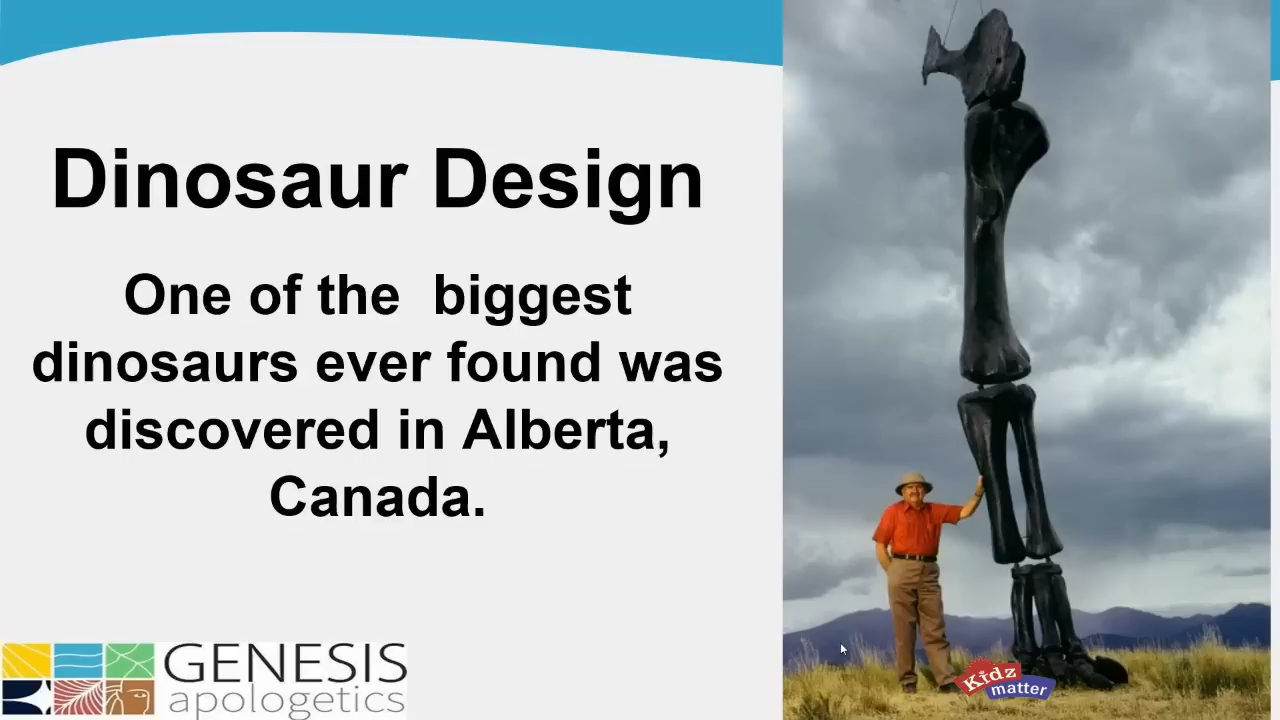 Dinosaur Design
One of the  biggest
dinosaurs ever found was
discovered in Alberta,
Canada.
GENESIS
apologetics
Kidz
matter